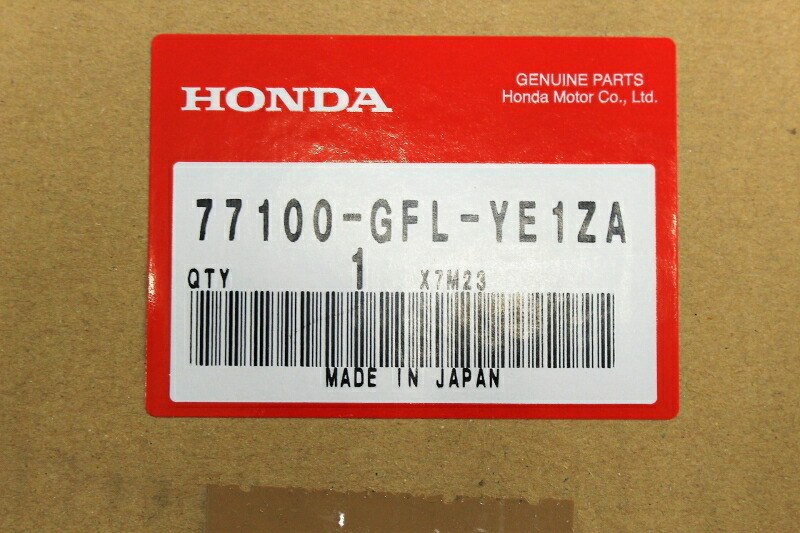 HONDA
GENUINE PARTS
Honda Motor Co., Ltd.
77100-GFL-YE1ZA
QTY 1 X7M23
MADE IN JAPAN